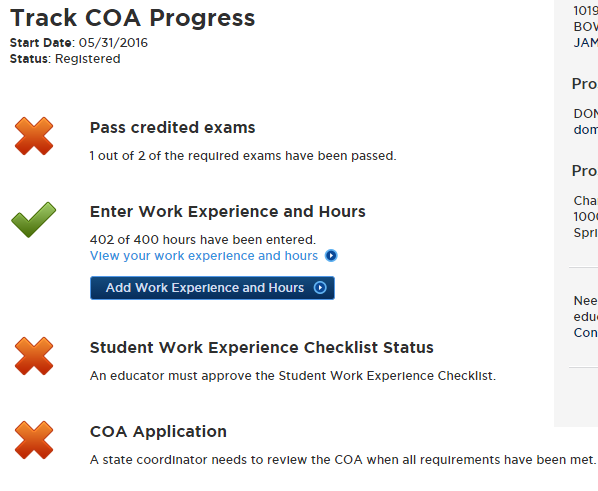 Track COA Progress
Start Date: 05/31/2016
Status: Registered
Pass credited exams
1 out of 2 of the required exams have been passed.
Enter Work Experience and Hours
402 of 400 hours have been entered.
View your work experience and hours
Add Work Experience and Hours
Student Work Experience Checklist Status
An educator must approve the Student Work Experience Checklist.
COA Application
A state coordinator needs to review the COA when all requirements have been met.
1019
BOW
JAM
Pro
DON
dom
Pro
Cha
1000
Spri
Nee
educ
Con